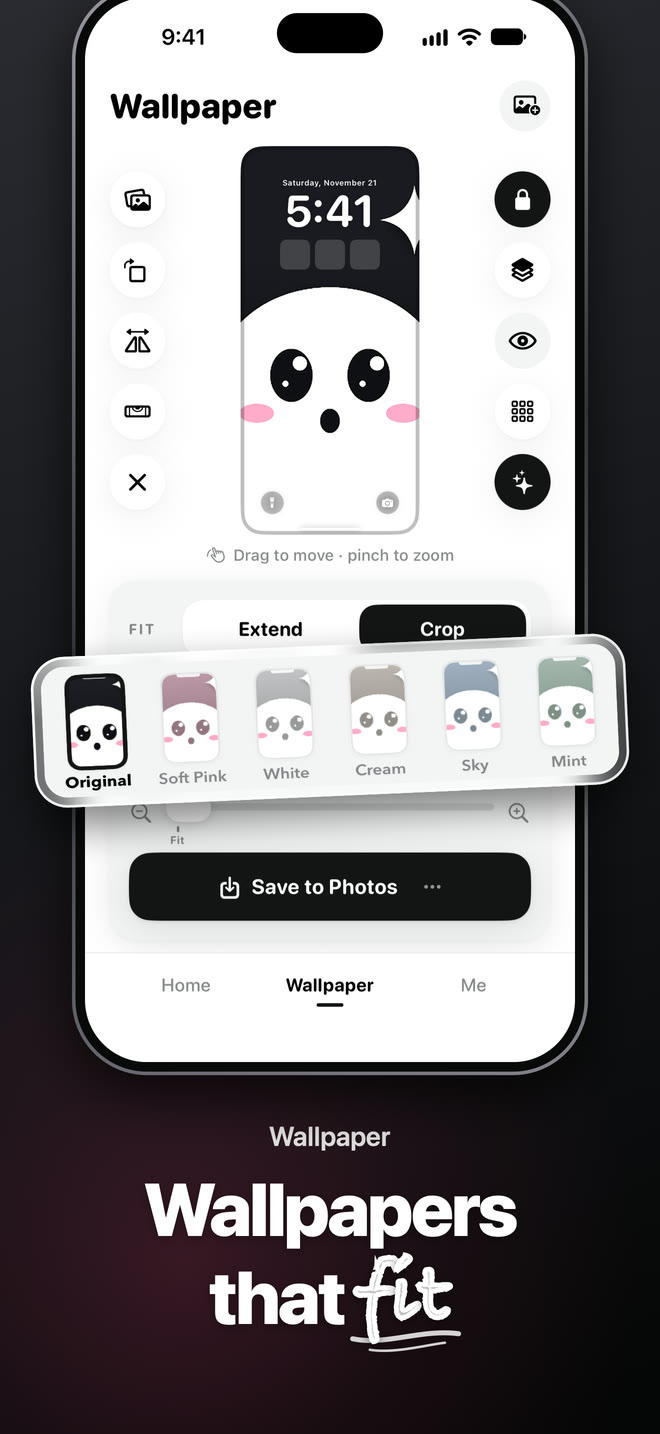 9:41
Wallpaper
Saturday, November 21
5:41
Drag to move · pinch to zoom
FIT
Extend
Crop
Original
Soft Pink
White
Cream
Sky
Mint
Fit
Save to Photos
Home
Wallpaper
Me
Wallpaper
Wallpapers
that fit